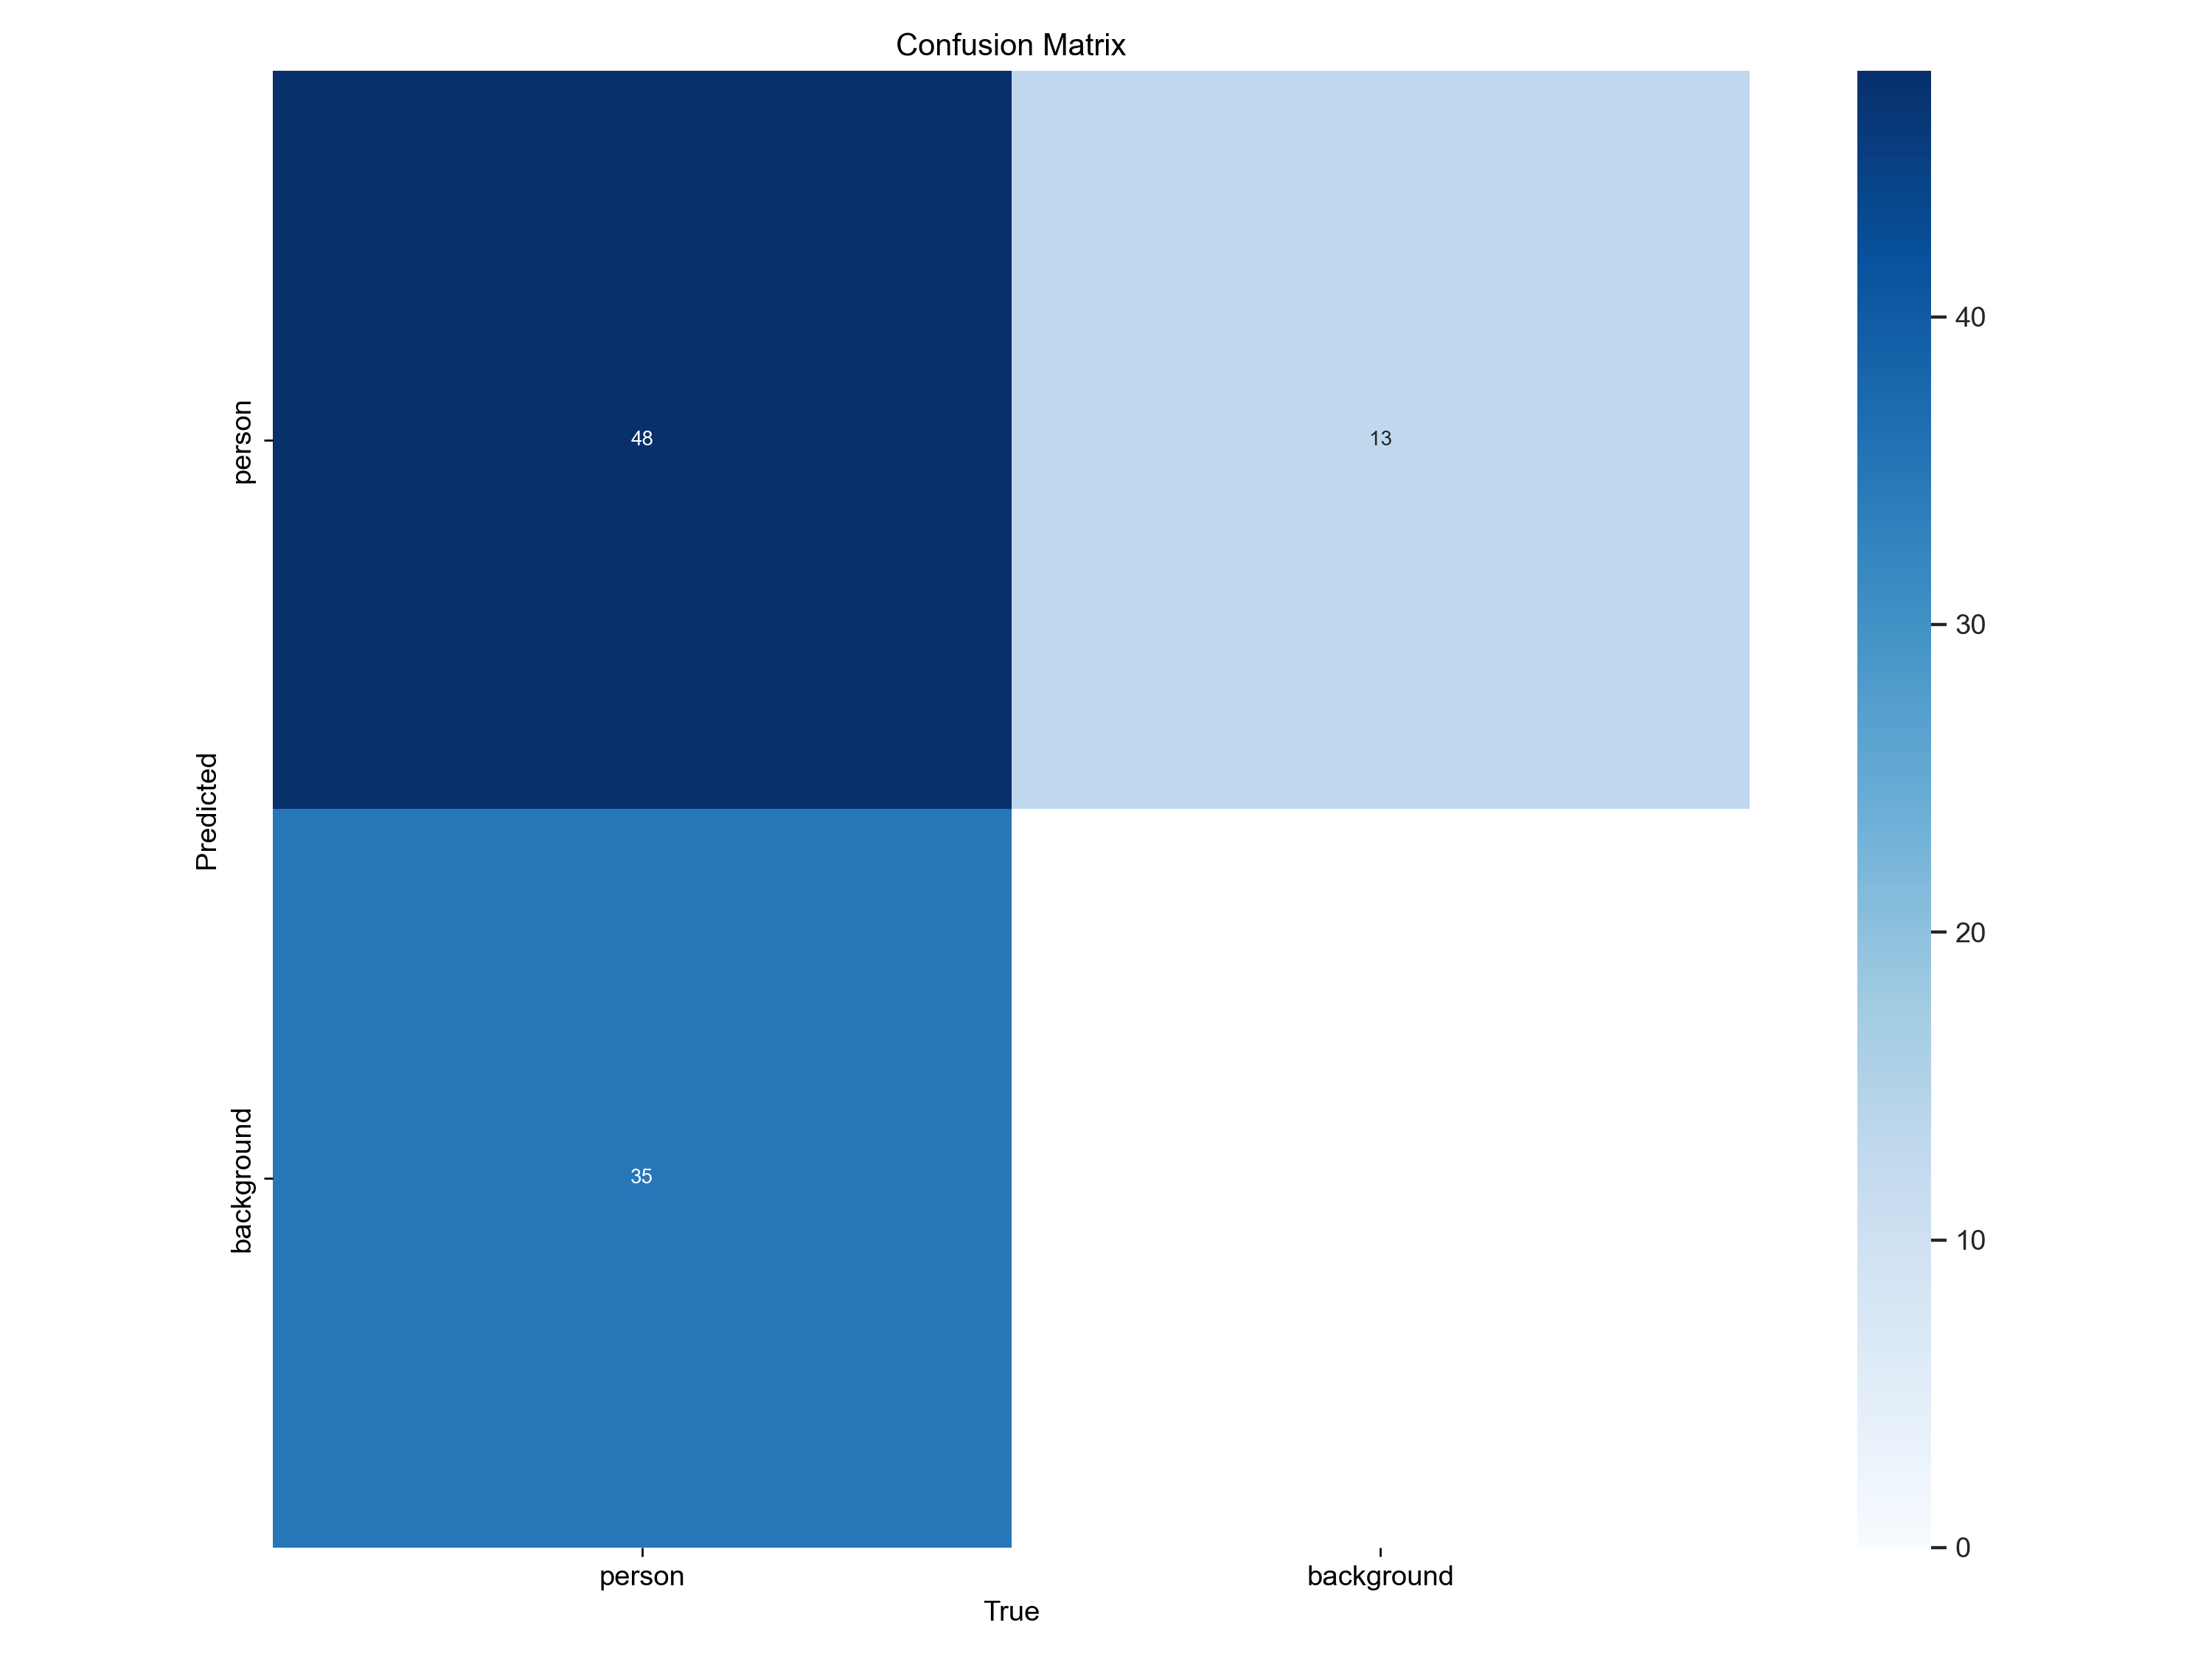 Confusion Matrix
person
48
13
Predicted
background
35
person
background
True
40
30
20
10
0